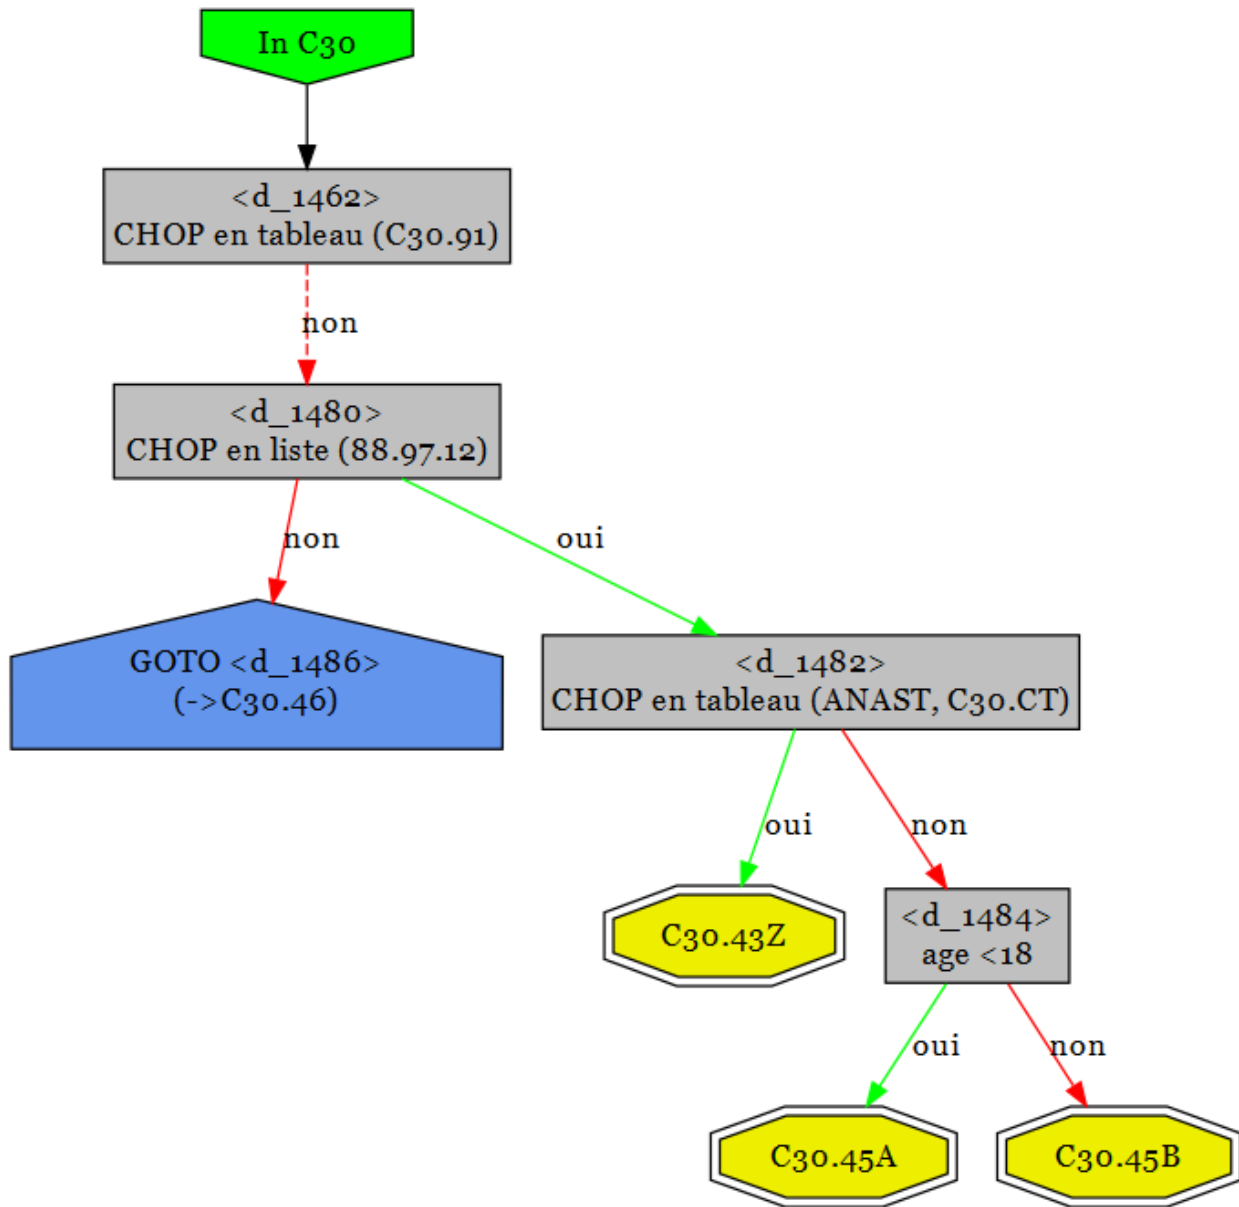 In C30
<d_1462>
CHOP en tableau (C30.91)
non
<d_1480>
CHOP en liste (88.97.12)
non
oui
GOTO <d_1486>
(->C30.46)
<d_1482>
CHOP en tableau (ANAST, C30.CT)
oui
non
C30.43Z
<d_1484>
age <18
oui
non
C30.45A
C30.45B